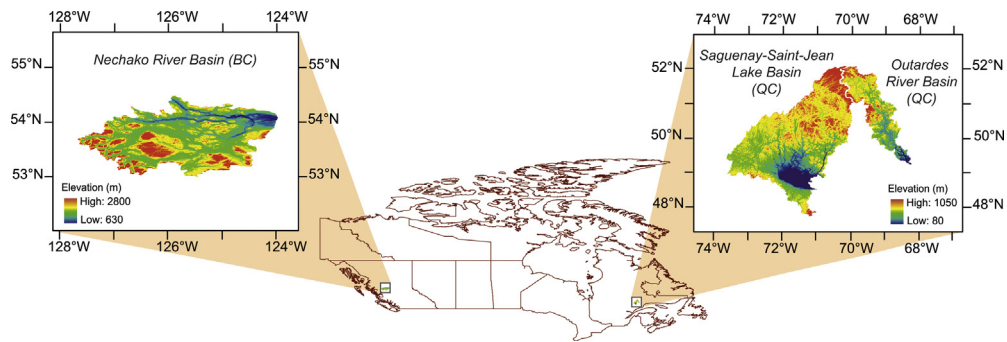 128°W 126°W 124°W
Nechako River Basin (BC)
55°N 55°N
54°N 54°N
53°N 53°N
Elevation (m)
High: 2800
Low: 630
128°W 126°W 124°W
74°W 72°W 70°W 68°W
Saguenay-Saint-Jean
Lake Basin
(QC)
Outardes
River Basin
(QC)
52°N 52°N
50°N 50°N
48°N 48°N
Elevation (m)
High: 1050
Low: 80
74°W 72°W 70°W 68°W